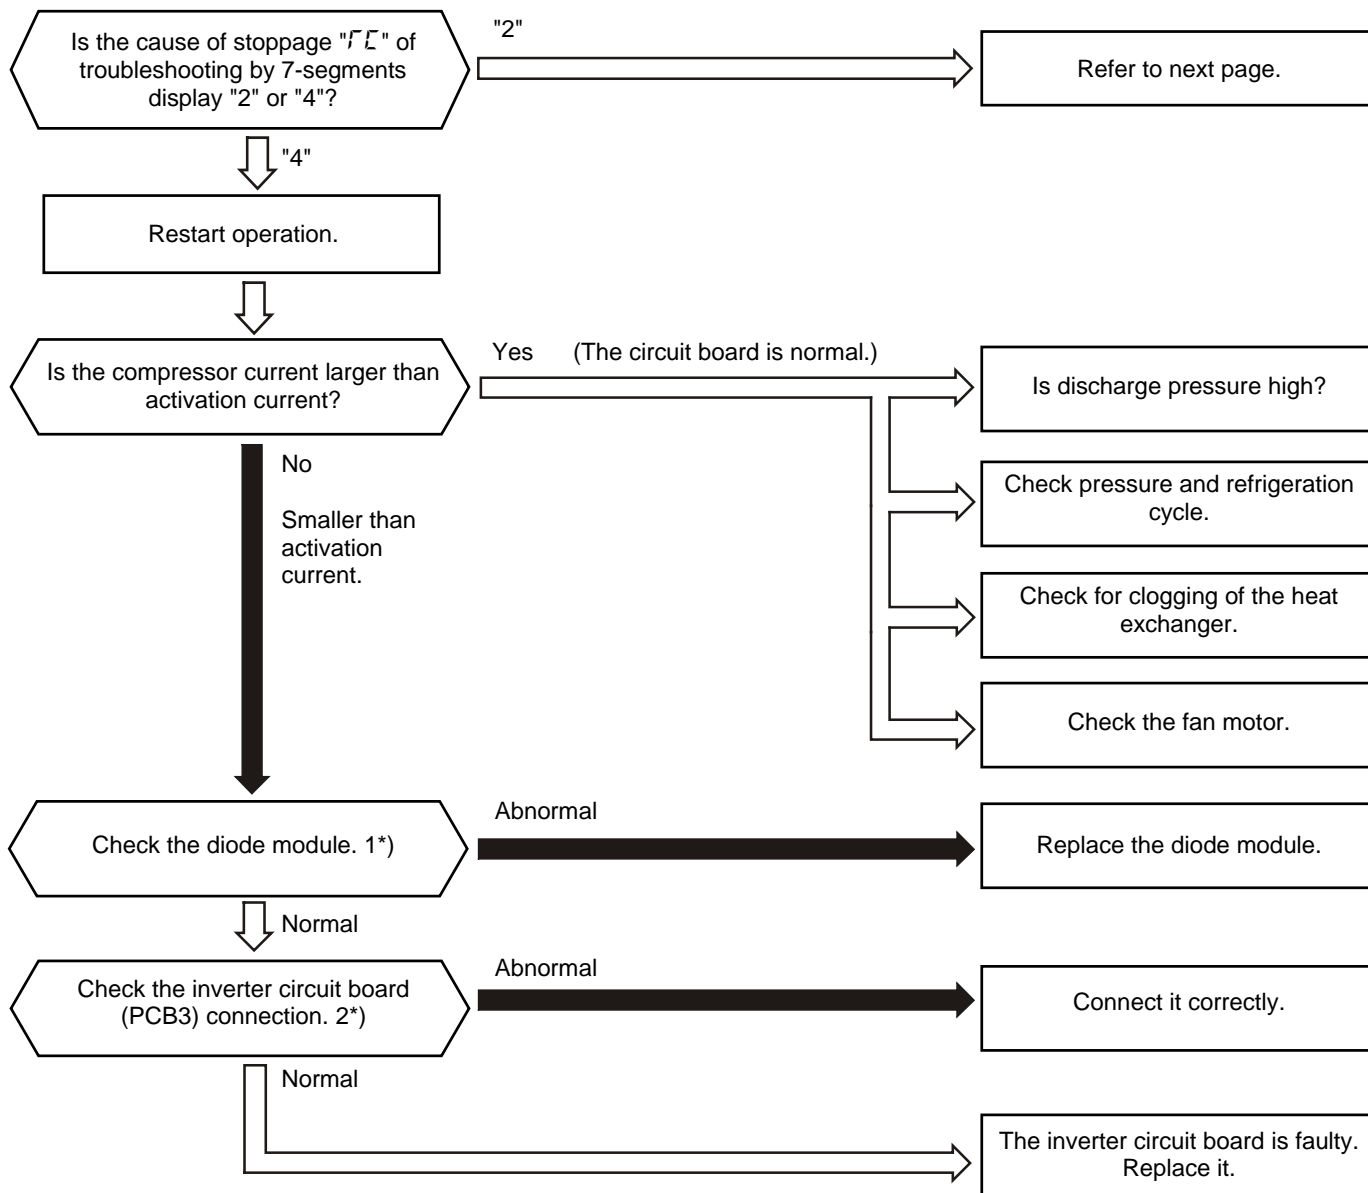 Is the cause of stoppage "ГC" of
troubleshooting by 7-segments
display "2" or "4"?
"2"
Refer to next page.
"4"
Restart operation.
Is the compressor current larger than
activation current?
Yes (The circuit board is normal.)
Is discharge pressure high?
Check pressure and refrigeration
cycle.
Check for clogging of the heat
exchanger.
Check the fan motor.
No
Smaller than
activation
current.
Check the diode module. 1*)
Abnormal
Replace the diode module.
Normal
Check the inverter circuit board
(PCB3) connection. 2*)
Abnormal
Connect it correctly.
Normal
The inverter circuit board is faulty.
Replace it.